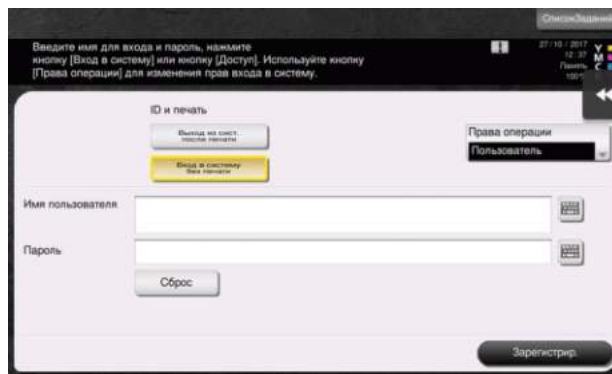 СписокЗадани
Введите имя для входа и пароль, нажмите
кнопку [Вход в систему] или кнопку [Доступ]. Используйте кнопку
[Права операции] для изменения прав входа в систему.
27/10/2017
12:37
Память
Y
M
C
ID и печать
Выход из сист.
после печати
Вход в систему
без печати
Права операции
Пользователь
Имя пользователя
Пароль
Сброс
Зарегистрир.